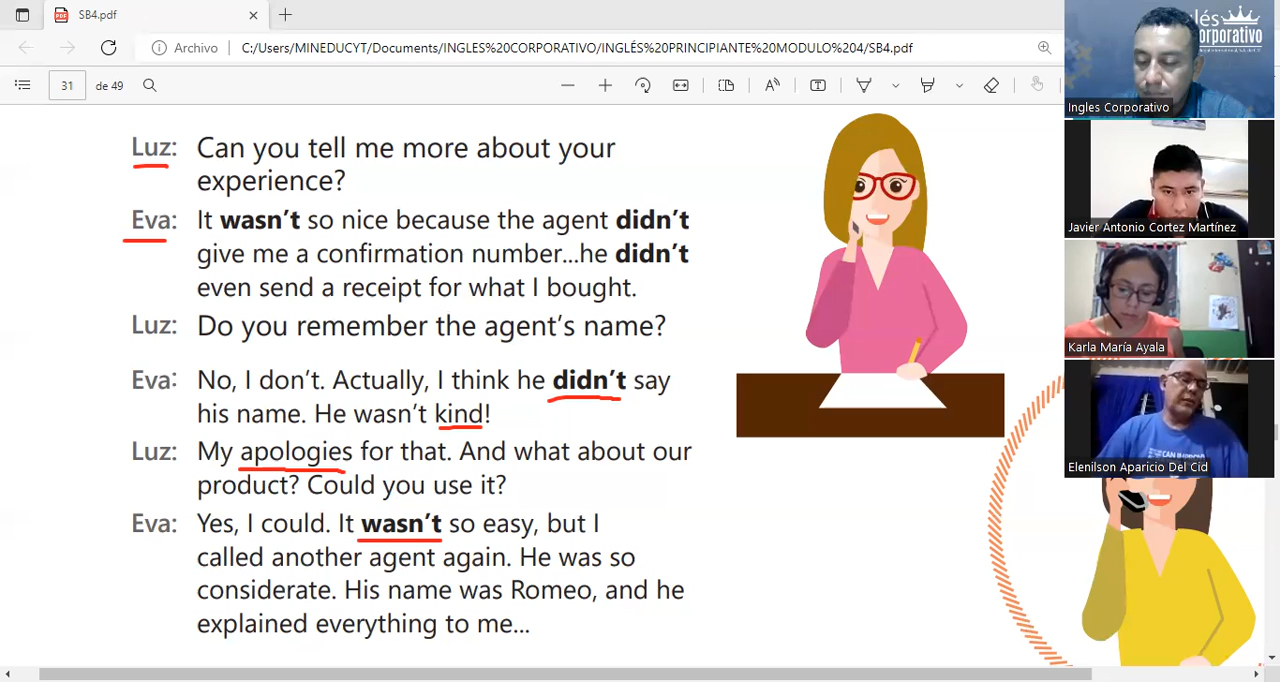 SB4.pdf
Archivo
C:/Users/MINEDUCYT/Documents/INGLES%20CORPORATIVO/INGLÉS%20PRINCIPIANTE%20MODULO%204/SB4.pdf
31 de 49
Luz: Can you tell me more about your
experience?
Eva: It wasn't so nice because the agent didn't
give me a confirmation number...he didn't
even send a receipt for what I bought.
Luz: Do you remember the agent's name?
Eva: No, I don't. Actually, I think he didn't say
his name. He wasn't kind!
Luz: My apologies for that. And what about our
product? Could you use it?
Eva: Yes, I could. It wasn't so easy, but I
called another agent again. He was so
considerate. His name was Romeo, and he
explained everything to me...
Ingles Corporativo
Javier Antonio Cortez Martínez
Karla María Ayala
Elenilson Aparicio Del Cid